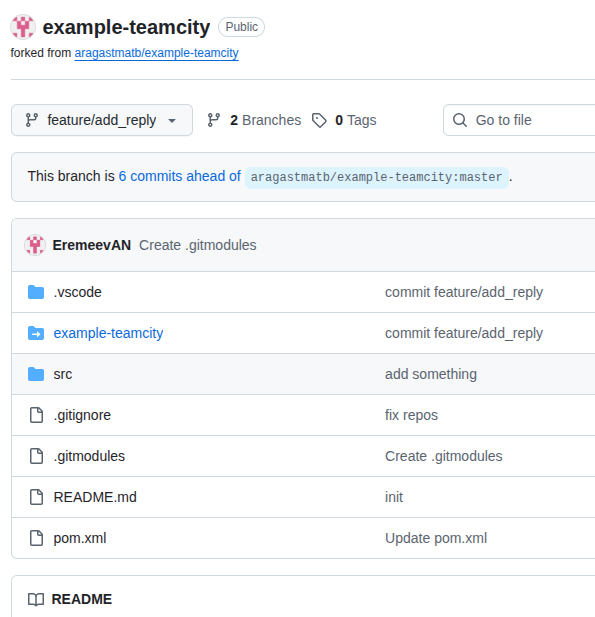 example-teamcity Public
forked from aragastmatb/example-teamcity
feature/add_reply 2 Branches 0 Tags Go to file
This branch is 6 commits ahead of aragastmatb/example-teamcity:master.
EremeevAN Create .gitmodules
.vscode commit feature/add_reply
example-teamcity commit feature/add_reply
src add something
.gitignore fix repos
.gitmodules Create .gitmodules
README.md init
pom.xml Update pom.xml
README